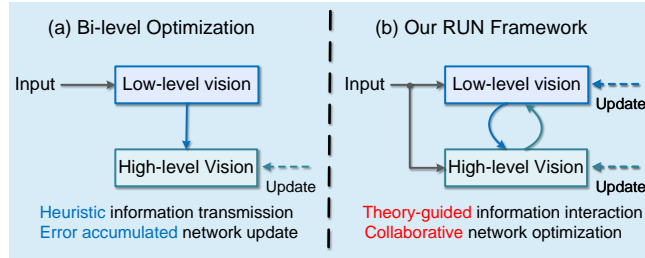 (a) Bi-level Optimization
Input
Low-level vision
High-level Vision
Update
Heuristic information transmission
Error accumulated network update
(b) Our RUN Framework
Input
Low-level vision
Update
High-level Vision
Update
Theory-guided information interaction
Collaborative network optimization